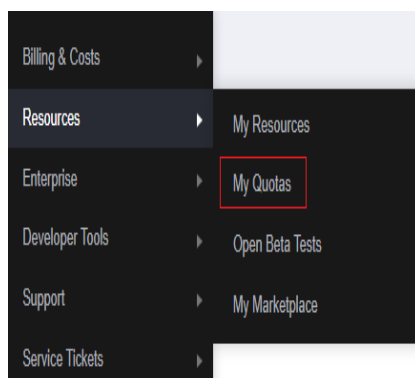 Billing & Costs
Resources
Enterprise
Developer Tools
Support
Service Tickets
My Resources
My Quotas
Open Beta Tests
My Marketplace